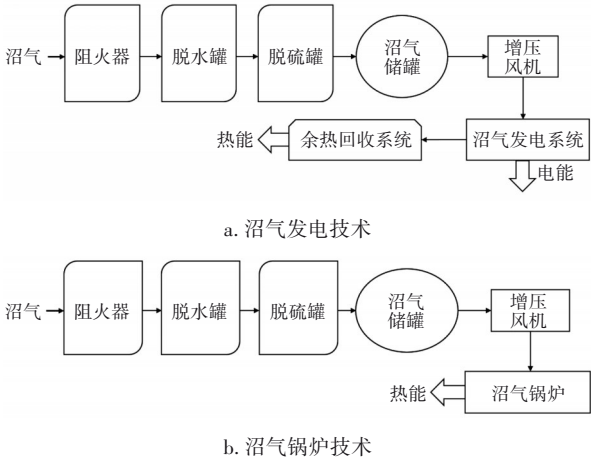 沼气
阻火器
脱水罐
脱硫罐
沼气
储罐
增压
风机
热能
余热回收系统
沼气发电系统
电能
a. 沼气发电技术
沼气
阻火器
脱水罐
脱硫罐
沼气
储罐
增压
风机
热能
沼气锅炉
b. 沼气锅炉技术